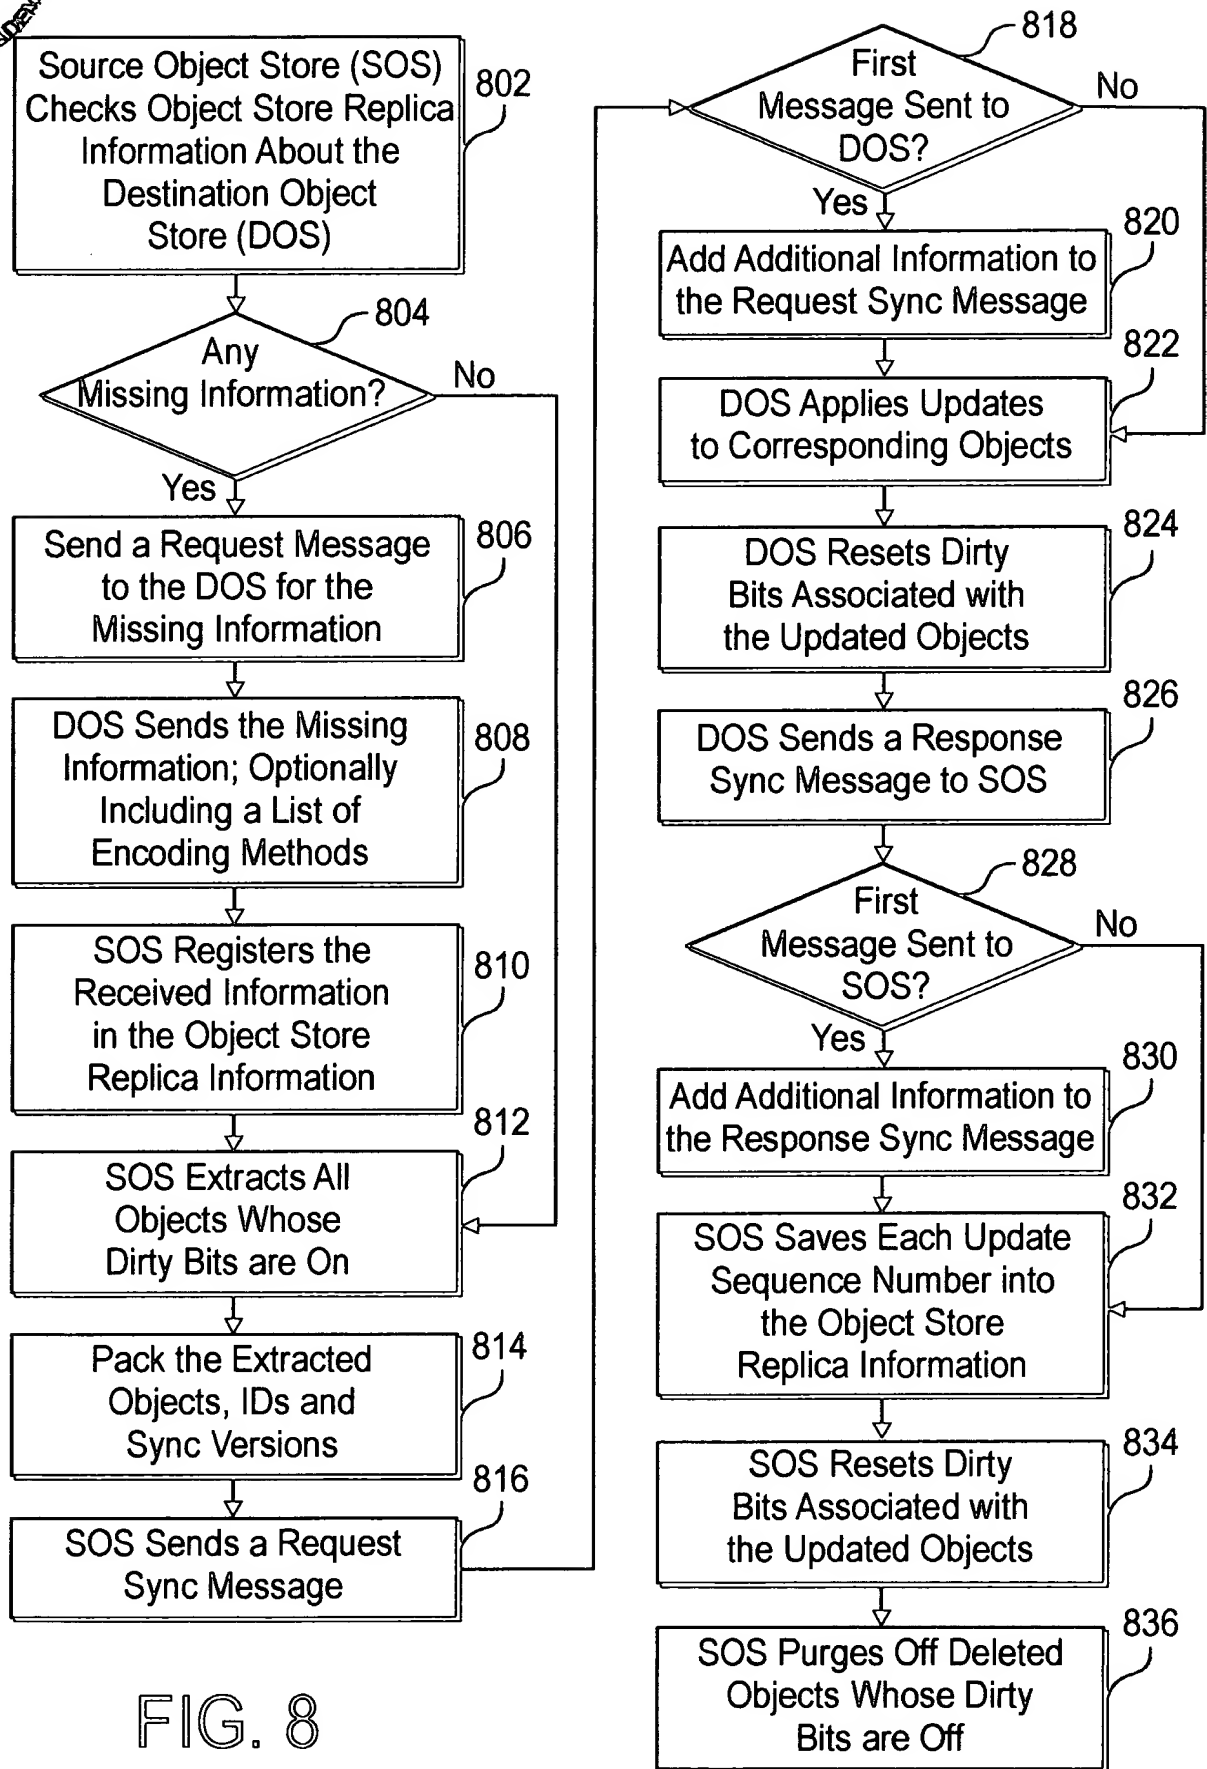 Source Object Store (SOS)
Checks Object Store Replica
Information About the
Destination Object
Store (DOS)
802
804
Any
Missing Information?
No
Yes
Send a Request Message
to the DOS for the
Missing Information
806
DOS Sends the Missing
Information; Optionally
Including a List of
Encoding Methods
808
SOS Registers the
Received Information
in the Object Store
Replica Information
810
812
SOS Extracts All
Objects Whose
Dirty Bits are On
Pack the Extracted
Objects, IDs and
Sync Versions
814
816
SOS Sends a Request
Sync Message
818
First
Message Sent to
DOS?
No
Yes
820
Add Additional Information to
the Request Sync Message
822
DOS Applies Updates
to Corresponding Objects
824
DOS Resets Dirty
Bits Associated with
the Updated Objects
826
DOS Sends a Response
Sync Message to SOS
828
First
Message Sent to
SOS?
No
Yes
830
Add Additional Information to
the Response Sync Message
832
SOS Saves Each Update
Sequence Number into
the Object Store
Replica Information
834
SOS Resets Dirty
Bits Associated with
the Updated Objects
836
SOS Purges Off Deleted
Objects Whose Dirty
Bits are Off
FIG. 8